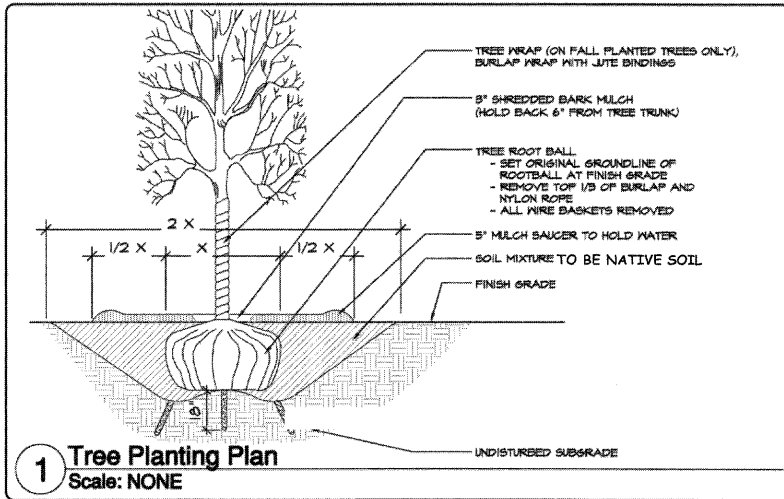 TREE WRAP (ON FALL PLANTED TREES ONLY),
BURLAP WRAP WITH JUTE BINDINGS
3" SHREDDED BARK MULCH
(HOLD BACK 6" FROM TREE TRUNK)
TREE ROOT BALL
- SET ORIGINAL GROUNDLINE OF
ROOTBALL AT FINISH GRADE
- REMOVE TOP 1/3 OF BURLAP AND
NYLON ROPE
- ALL WIRE BASKETS REMOVED
5" MULCH SAUCER TO HOLD WATER
SOIL MIXTURE TO BE NATIVE SOIL
FINISH GRADE
2 X
1/2 X
X
1/2 X
18"
UNDISTURBED SUBGRADE
1
Tree Planting Plan
Scale: NONE